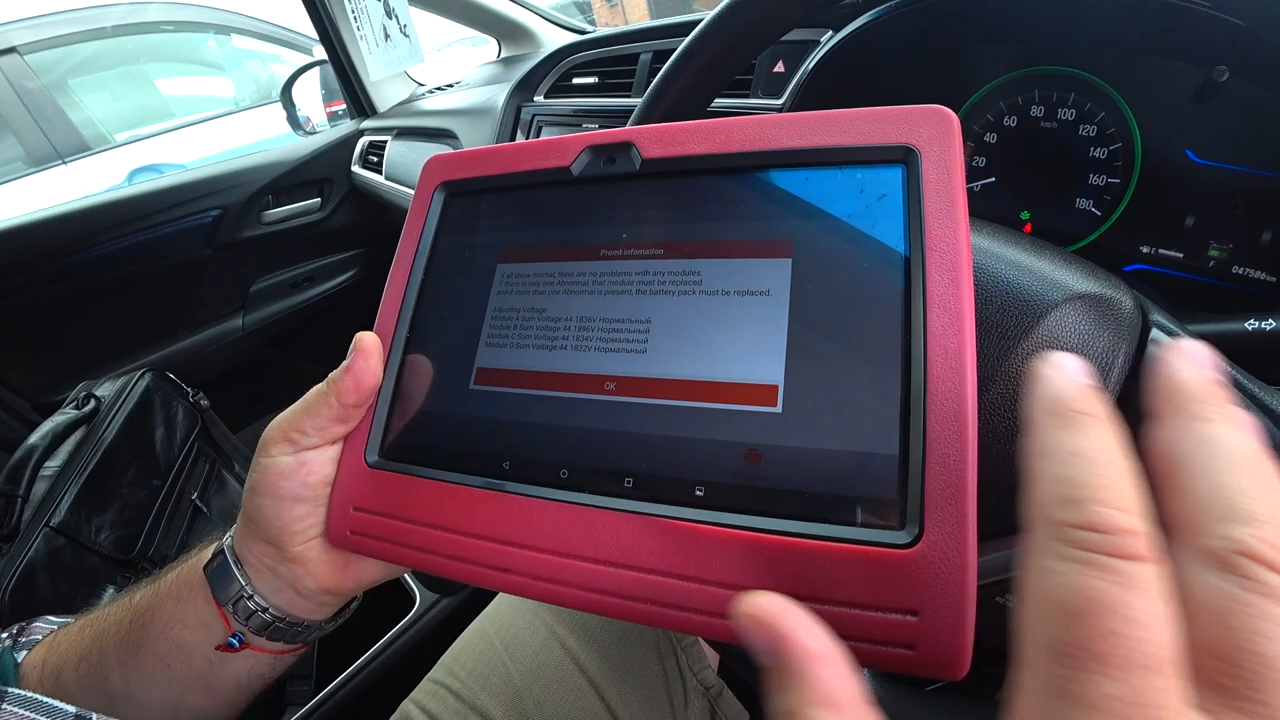 Promt infomation
If all show normal, there are no problems with any modules,
if there is only one Abnormal, that module must be replaced
and if more than one Abnormal is present, the battery pack must be replaced.
Adjusting Voltage
Module A Sum Voltage:44.1836V Нормальный
Module B Sum Voltage:44.1896V Нормальный
Module C Sum Voltage:44.1834V Нормальный
Module D Sum Voltage:44.1832V Нормальный
OK
0
20
40
60
80
100
120
140
160
180
km/h
E
F
047586km